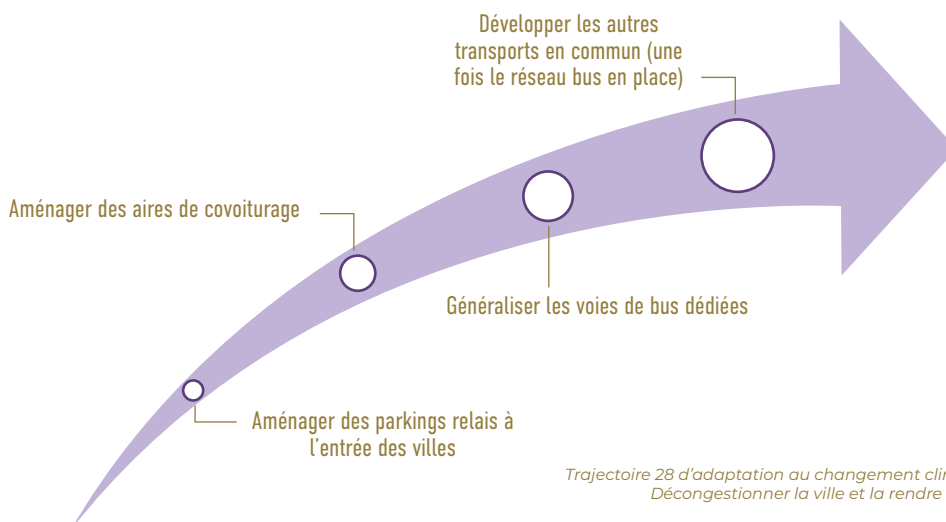 Développer les autres
transports en commun (une
fois le réseau bus en place)
Aménager des aires de covoiturage
Généraliser les voies de bus dédiées
Aménager des parkings relais à
l'entrée des villes
Trajectoire 28 d'adaptation au changement
Décongestionner la ville et la rendre